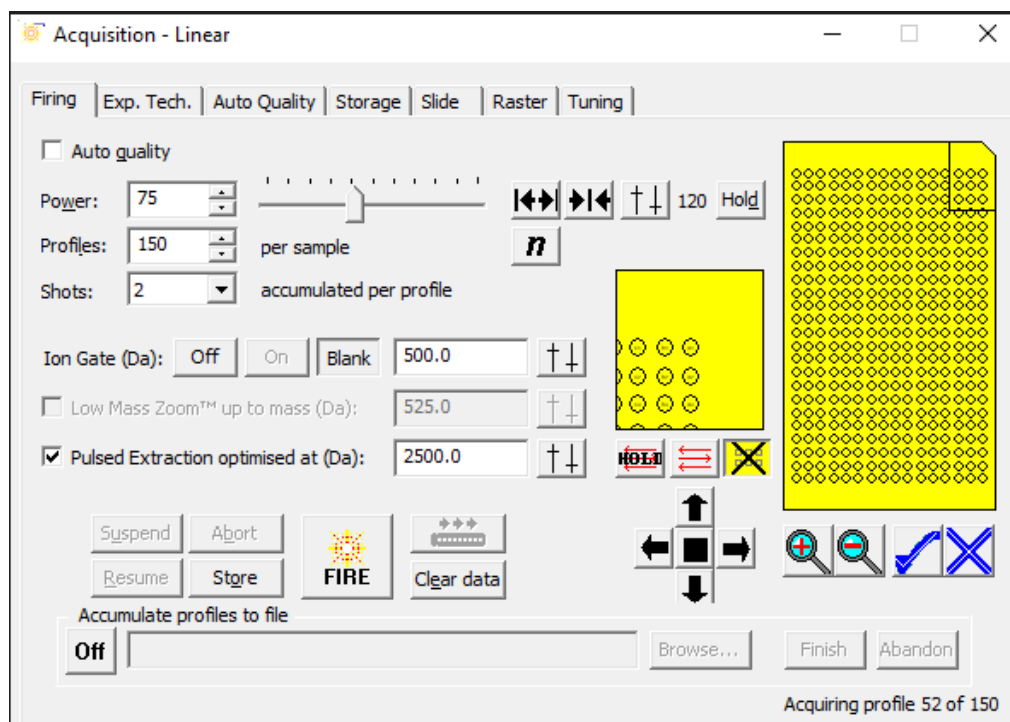 Acquisition - Linear
Firing Exp. Tech. Auto Quality Storage Slide Raster Tuning
Auto quality
Power: 75 120 Hold
Profiles: 150 per sample n
Shots: 2 accumulated per profile
Ion Gate (Da): Off On Blank 500.0
Low Mass Zoom™ up to mass (Da): 525.0
Pulsed Extraction optimised at (Da): 2500.0 HOLD
Suspend Abort
Resume Store FIRE Clear data
Accumulate profiles to file
Off Browse... Finish Abandon
Acquiring profile 52 of 150